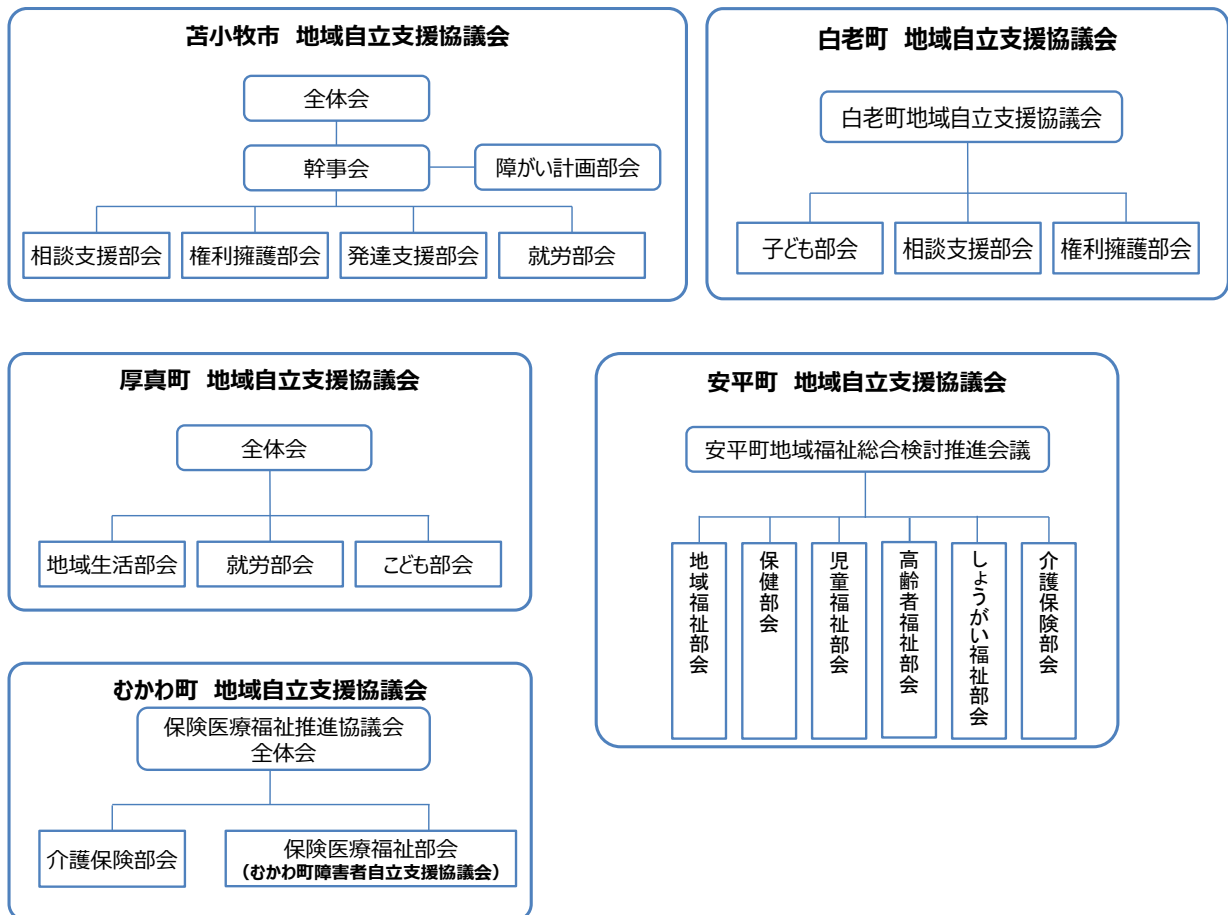 苫小牧市　地域自立支援協議会
全体会
幹事会
障がい計画部会
相談支援部会
権利擁護部会
発達支援部会
就労部会
白老町　地域自立支援協議会
白老町地域自立支援協議会
子ども部会
相談支援部会
権利擁護部会
厚真町　地域自立支援協議会
全体会
地域生活部会
就労部会
こども部会
安平町　地域自立支援協議会
安平町地域福祉総合検討推進会議
地域福祉部会
保健部会
児童福祉部会
高齢者福祉部会
しょうがい福祉部会
介護保険部会
むかわ町　地域自立支援協議会
保険医療福祉推進協議会
全体会
介護保険部会
保険医療福祉部会
（むかわ町障害者自立支援協議会）